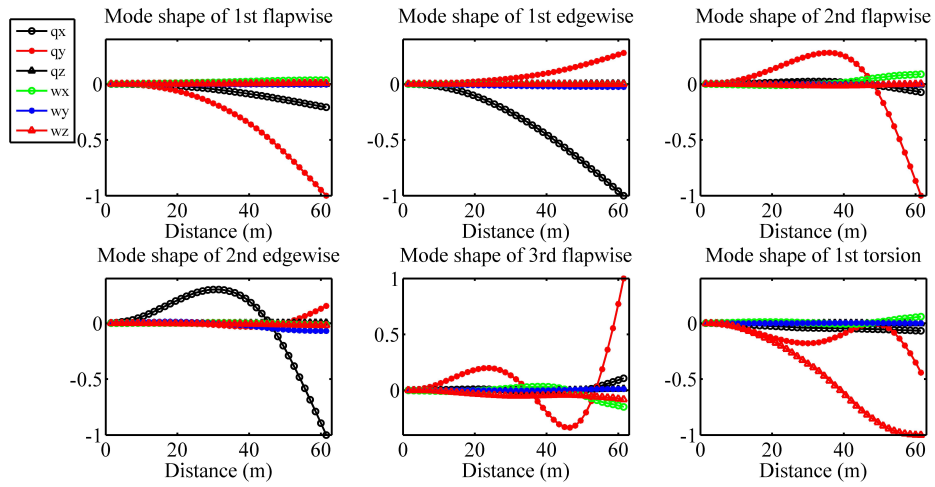 Mode shape of 1st flapwise
Mode shape of 1st edgewise
Mode shape of 2nd flapwise
qx
qy
qz
wx
wy
wz
0
-0.5
-1
0 20 40 60
Distance (m)
0
-0.5
-1
0 20 40 60
Distance (m)
0
-0.5
-1
0 20 40 60
Distance (m)
Mode shape of 2nd edgewise
Mode shape of 3rd flapwise
Mode shape of 1st torsion
0
-0.5
-1
0 20 40 60
Distance (m)
1
0.5
0
0 20 40 60
Distance (m)
0
-0.5
-1
0 20 40 60
Distance (m)